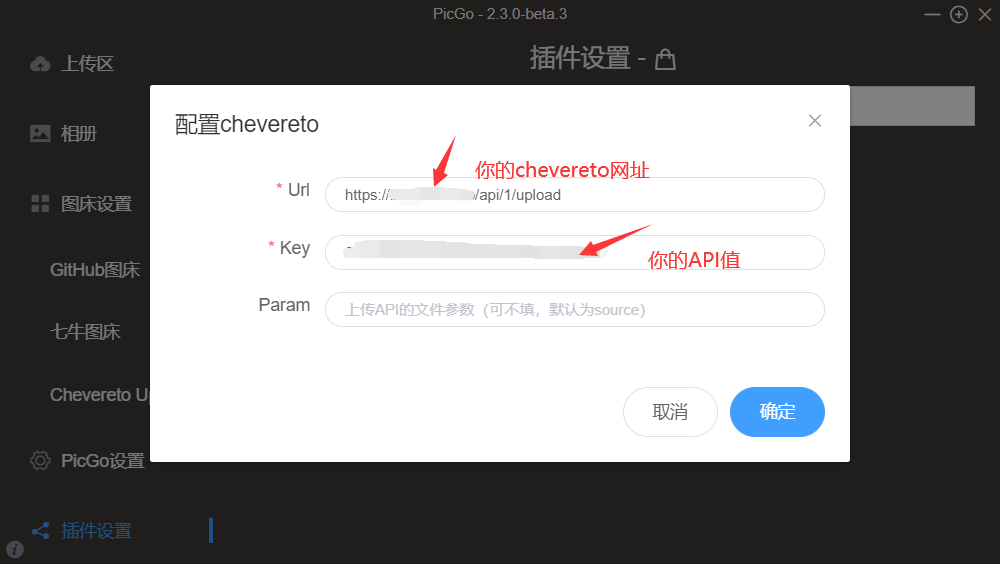 PicGo - 2.3.0-beta.3
上传区
插件设置 -
相册
配置chevereto
图床设置
* Url
你的chevereto网址
https://
/api/1/upload
* Key
你的API值
GitHub图床
Param
上传API的文件参数（可不填，默认为source）
七牛图床
Chevereto
取消
确定
PicGo设置
插件设置